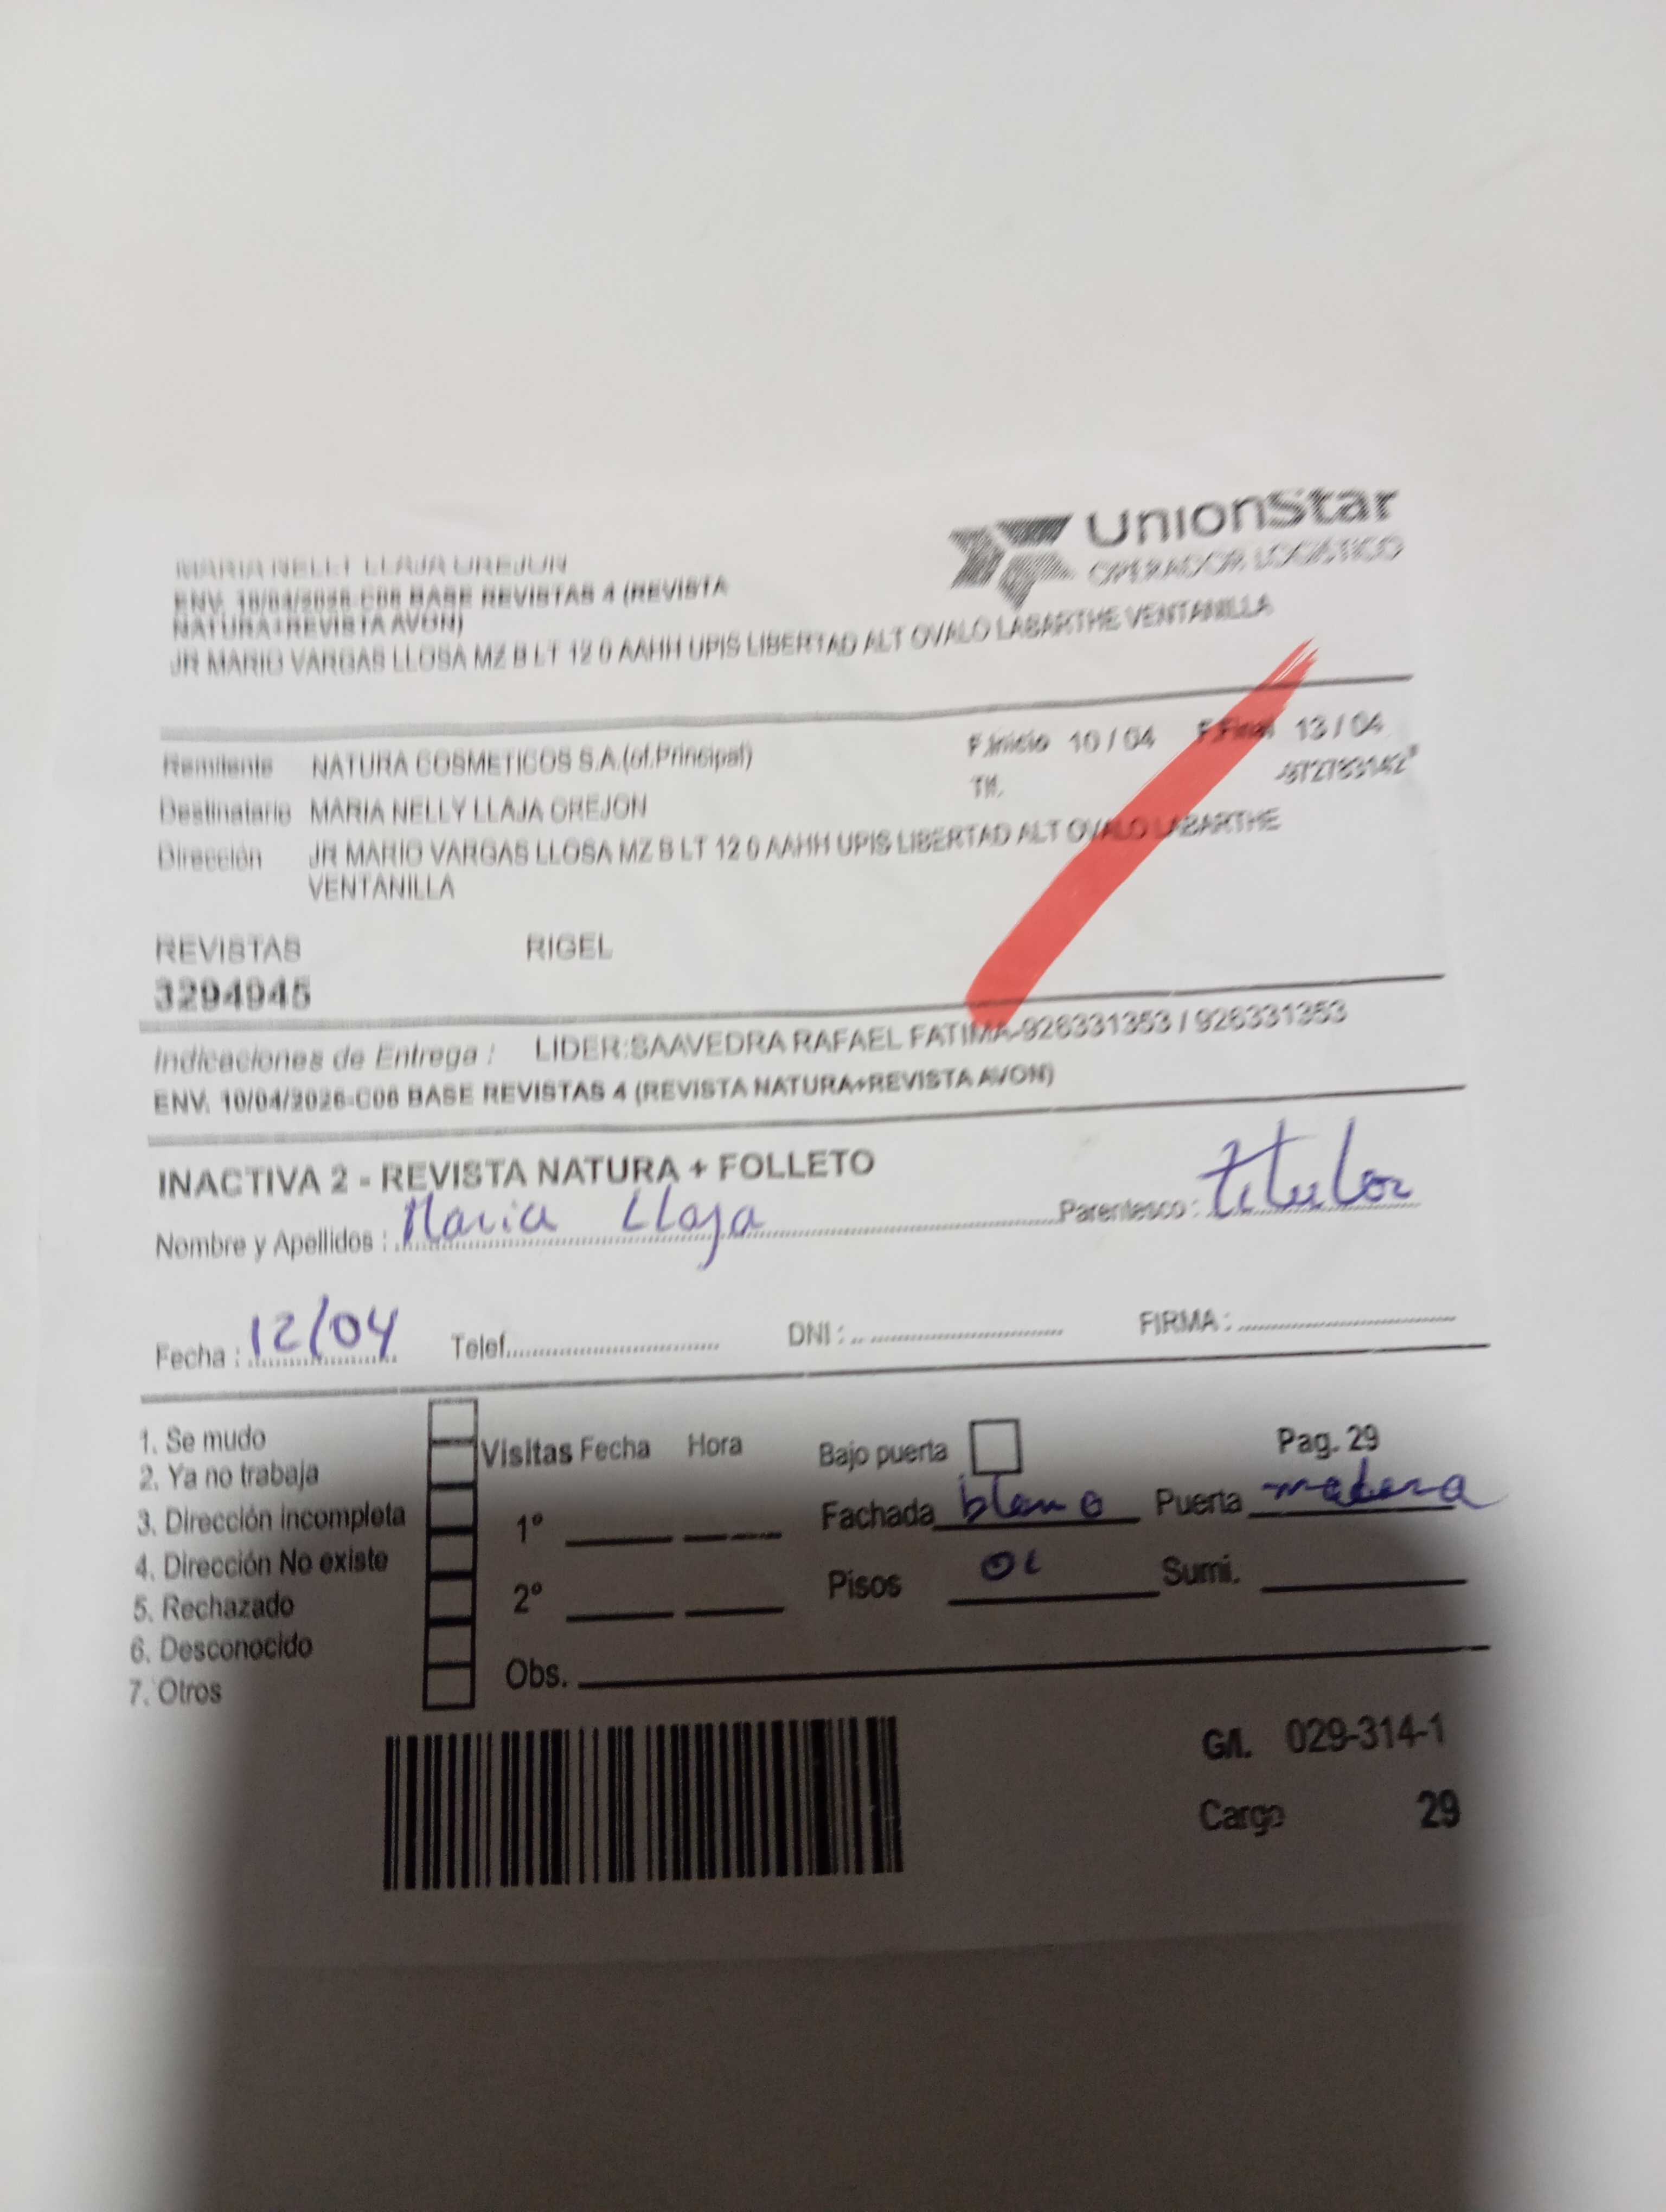 UnionStar
OPERADOR LOGISTICO
MARIA NELLY LLAJA OREJON
ENV. 10/04/2026-C06 BASE REVISTAS 4 (REVISTA
NATURA+REVISTA AVON)
JR MARIO VARGAS LLOSA MZ B LT 12 0 AAHH UPIS LIBERTAD ALT OVALO LABARTHE VENTANILLA
Remitente NATURA COSMETICOS S.A.(of.Principal) F.Inicio 10 / 04 F.Final 13 / 04
Tlf.
Destinatario MARIA NELLY LLAJA OREJON
Dirección JR MARIO VARGAS LLOSA MZ B LT 12 0 AAHH UPIS LIBERTAD ALT OVALO LABARTHE
VENTANILLA
REVISTAS RIGEL
3294945
Indicaciones de Entrega : LIDER:SAAVEDRA RAFAEL FATIMA-926331353 / 926331353
ENV. 10/04/2026-C06 BASE REVISTAS 4 (REVISTA NATURA+REVISTA AVON)
INACTIVA 2 - REVISTA NATURA + FOLLETO
Nombre y Apellidos : Maria Llaja Parentesco : titular
Fecha : 12/04 Telef. DNI : FIRMA :
1. Se mudo
2. Ya no trabaja
3. Dirección incompleta
4. Dirección No existe
5. Rechazado
6. Desconocido
7. Otros
Visitas Fecha Hora
1°
2°
Obs.
Bajo puerta Pag. 29
Fachada blanco Puerta madera
Pisos Sumi.
G/L 029-314-1
Cargo 29